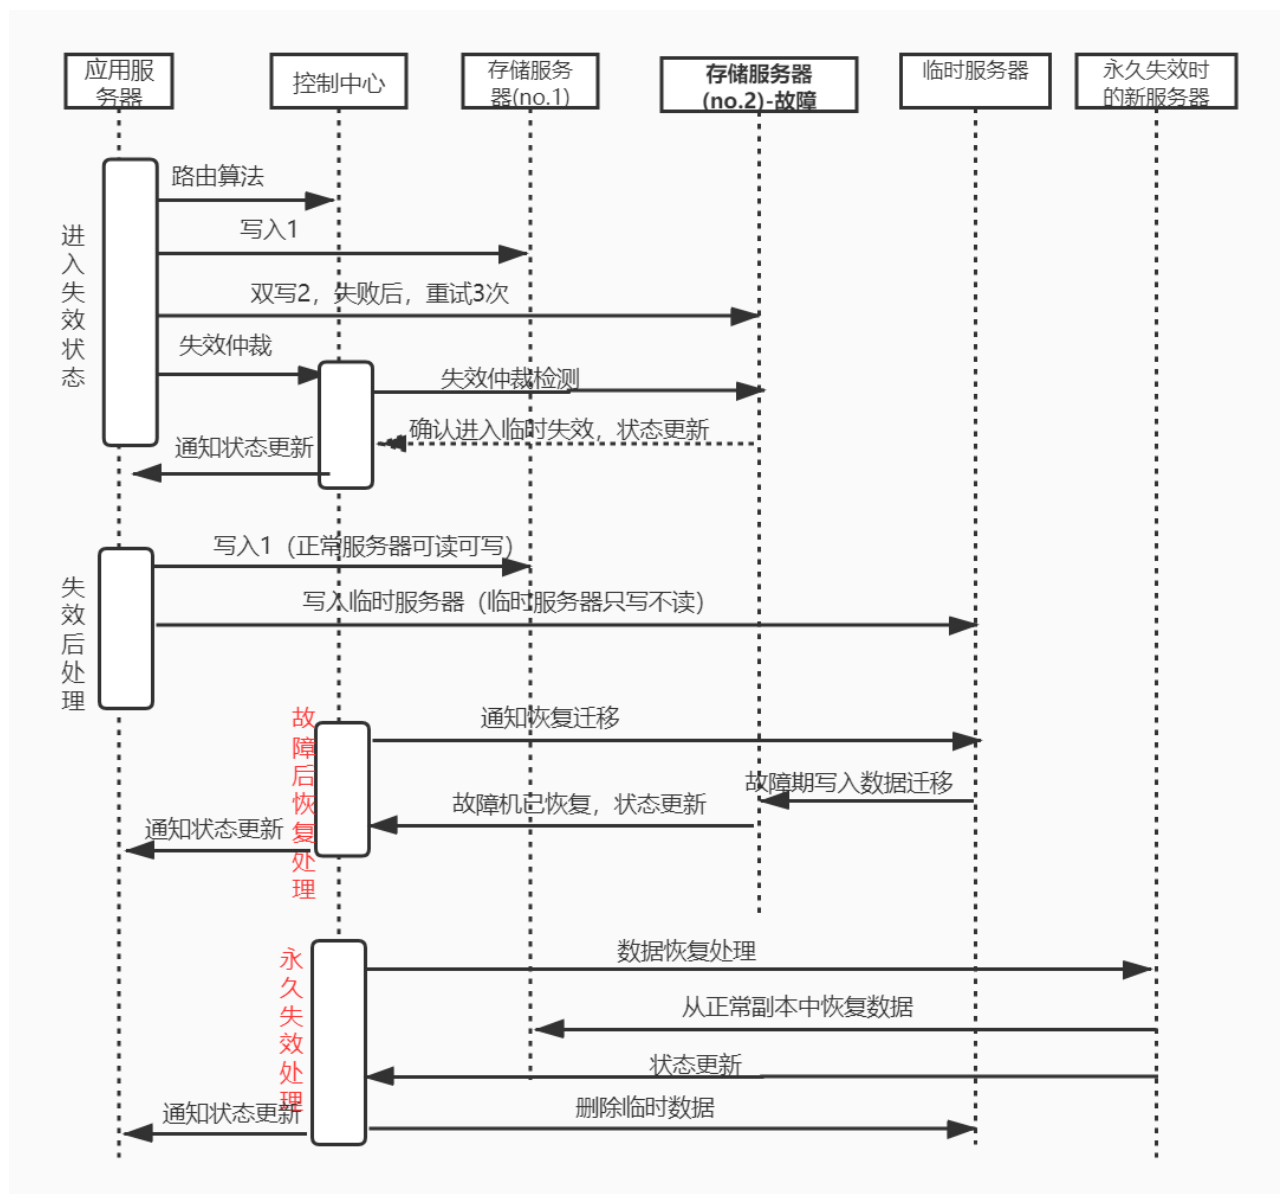 应用服
务器
控制中心
存储服务
器(no.1)
存储服务器
(no.2)-故障
临时服务器
永久失效时
的新服务器
进入失效状态
路由算法
写入1
双写2，失败后，重试3次
失效仲裁
失效仲裁检测
确认进入临时失效，状态更新
通知状态更新
失效后处理
写入1（正常服务器可读可写）
写入临时服务器（临时服务器只写不读）
故障后恢复处理
通知恢复迁移
故障期写入数据迁移
故障机已恢复，状态更新
通知状态更新
永久失效处理
数据恢复处理
从正常副本中恢复数据
状态更新
删除临时数据
通知状态更新